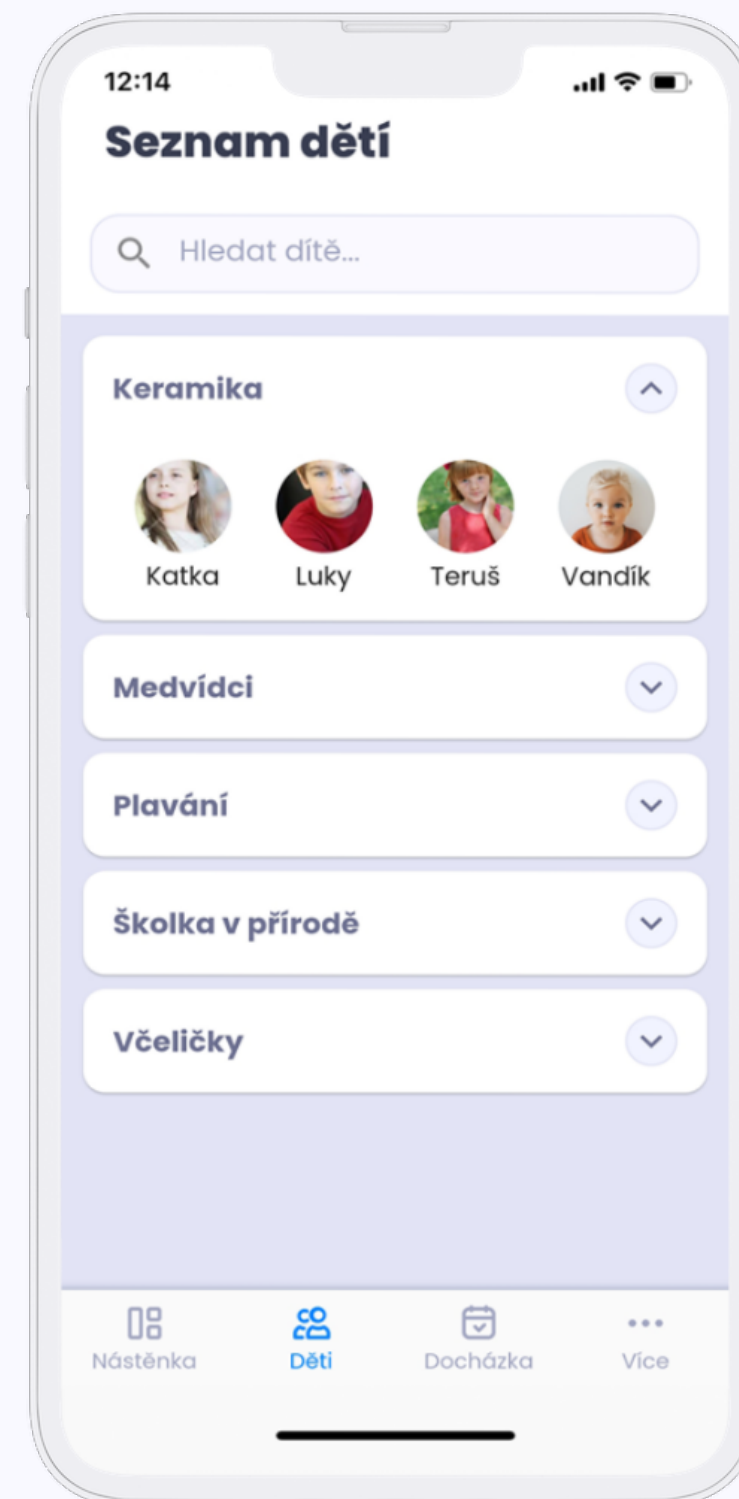 12:14
Seznam dětí
Hledat dítě...
Keramika
Katka Luky Teruš Vandík
Medvídci
Plavání
Školka v přírodě
Včeličky
Nástěnka Děti Docházka Více